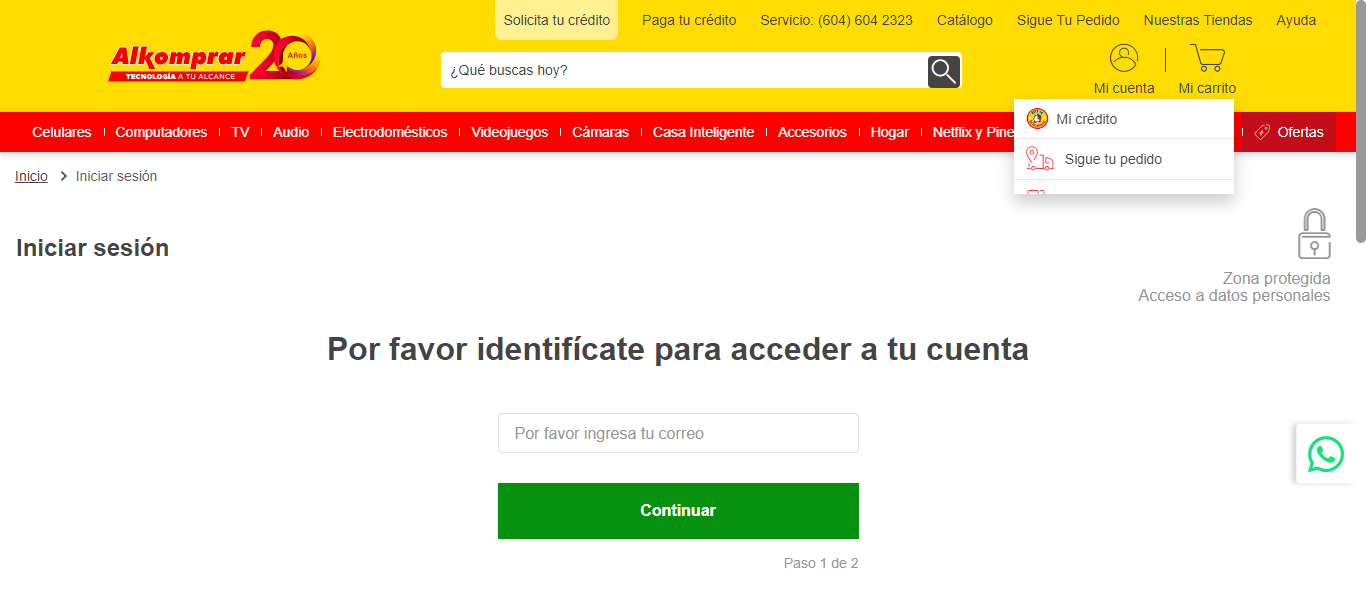 Solicita tu crédito
Paga tu crédito
Servicio: (604) 604 2323
Catálogo
Sigue Tu Pedido
Nuestras Tiendas
Ayuda
Alkomprar 20 Años
TECNOLOGÍA A TU ALCANCE
¿Qué buscas hoy?
Mi cuenta
Mi carrito
Celulares
Computadores
TV
Audio
Electrodomésticos
Videojuegos
Cámaras
Casa Inteligente
Accesorios
Hogar
Netflix y Pine
Ofertas
Mi crédito
Sigue tu pedido
Inicio > Iniciar sesión
Iniciar sesión
Zona protegida
Acceso a datos personales
Por favor identifícate para acceder a tu cuenta
Por favor ingresa tu correo
Continuar
Paso 1 de 2